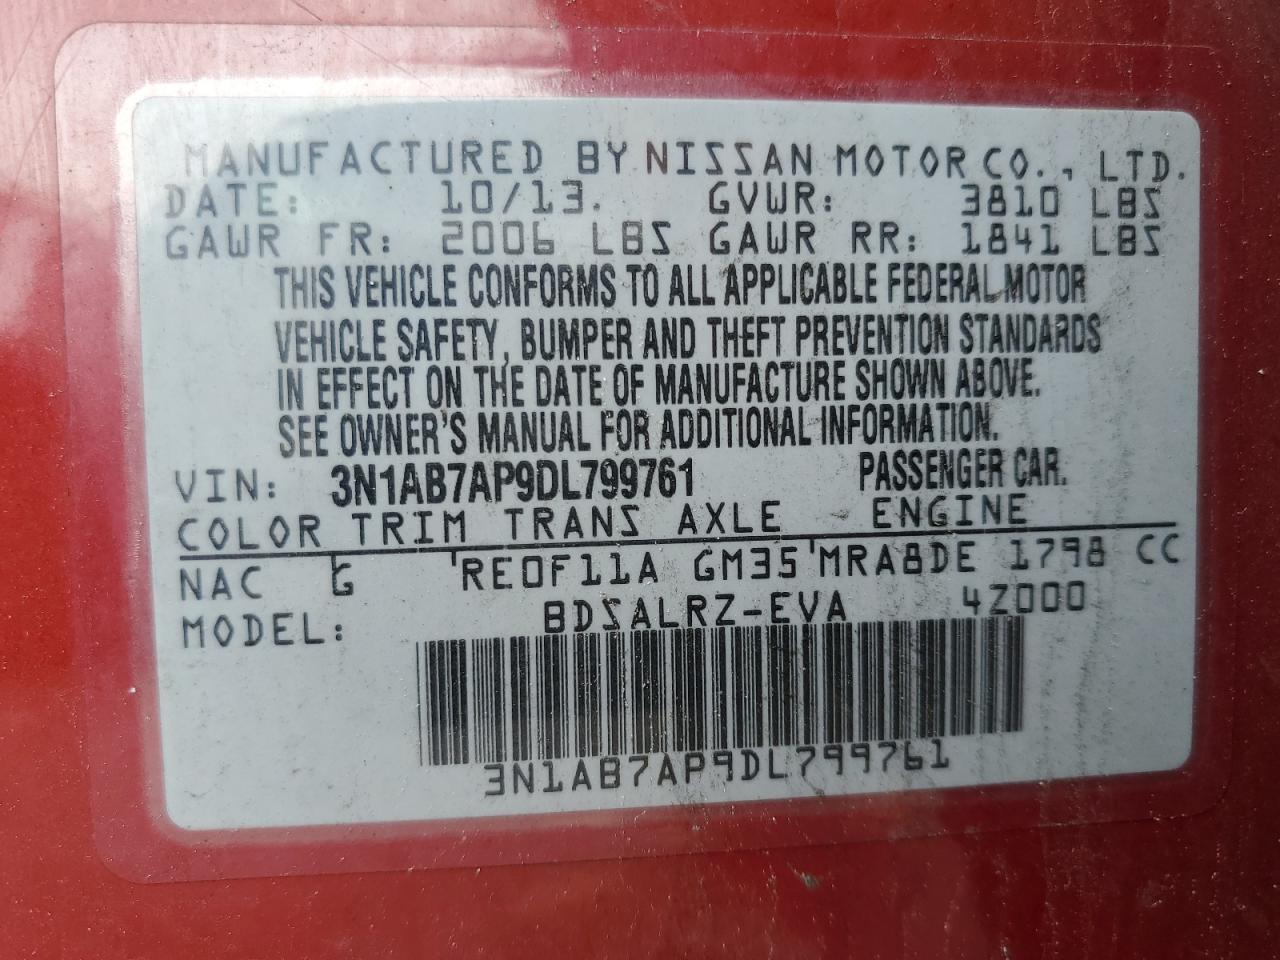 MANUFACTURED BY NISSAN MOTOR CO., LTD.
DATE: 10/13. GVWR: 3810 LBS
GAWR FR: 2006 LBS GAWR RR: 1841 LBS
THIS VEHICLE CONFORMS TO ALL APPLICABLE FEDERAL MOTOR
VEHICLE SAFETY, BUMPER AND THEFT PREVENTION STANDARDS
IN EFFECT ON THE DATE OF MANUFACTURE SHOWN ABOVE.
SEE OWNER'S MANUAL FOR ADDITIONAL INFORMATION.
VIN: 3N1AB7AP9DL799761 PASSENGER CAR.
COLOR TRIM TRANS AXLE ENGINE
NAC G RE0F11A GM35 MRA8DE 1798 CC
MODEL: BDSALRZ-EVA 4Z000
3N1AB7AP9DL799761